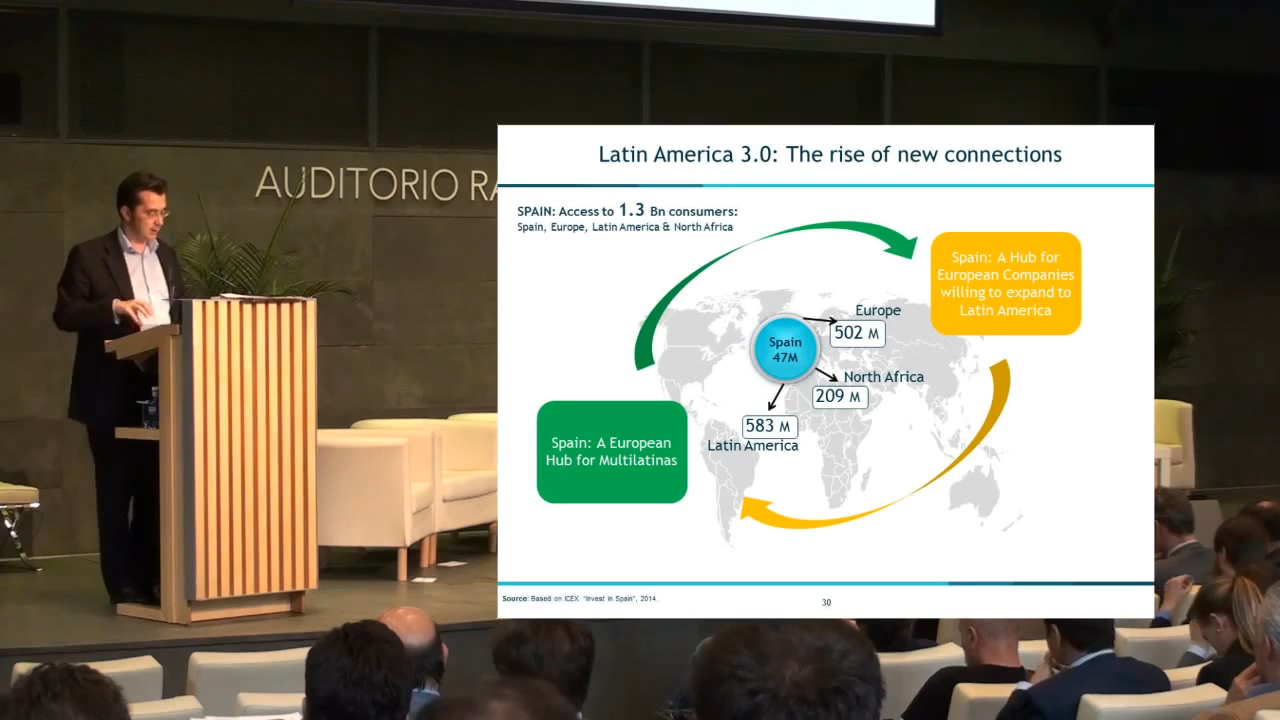 AUDITORIO
Latin America 3.0: The rise of new connections
SPAIN: Access to 1.3 Bn consumers:
Spain, Europe, Latin America & North Africa
Spain: A Hub for
European Companies
willing to expand to
Latin America
Europe
502 M
Spain
47M
North Africa
209 M
583 M
Latin America
Spain: A European
Hub for Multilatinas
Source: Based on ICEX "Invest in Spain", 2014.
30